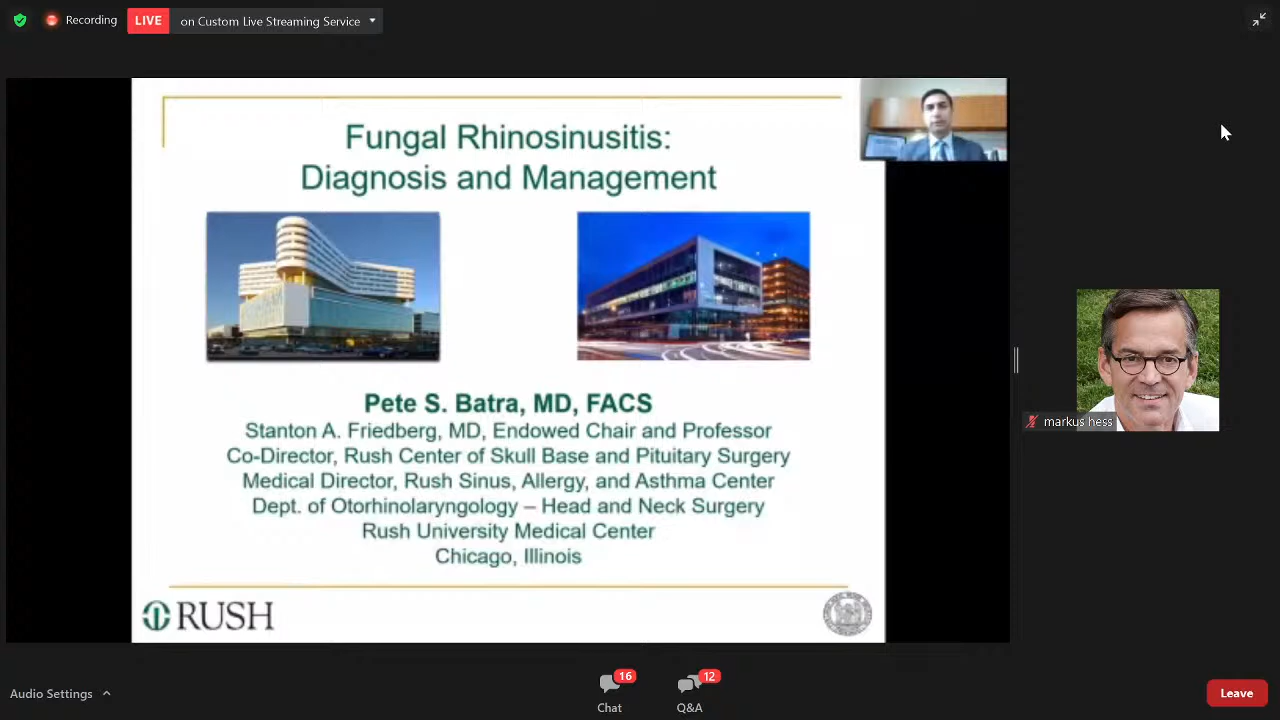 Recording
LIVE
on Custom Live Streaming Service
Fungal Rhinosinusitis:
Diagnosis and Management
Pete S. Batra, MD, FACS
Stanton A. Friedberg, MD, Endowed Chair and Professor
Co-Director, Rush Center of Skull Base and Pituitary Surgery
Medical Director, Rush Sinus, Allergy, and Asthma Center
Dept. of Otorhinolaryngology – Head and Neck Surgery
Rush University Medical Center
Chicago, Illinois
RUSH
markus hess
Audio Settings
16
Chat
12
Q&A
Leave